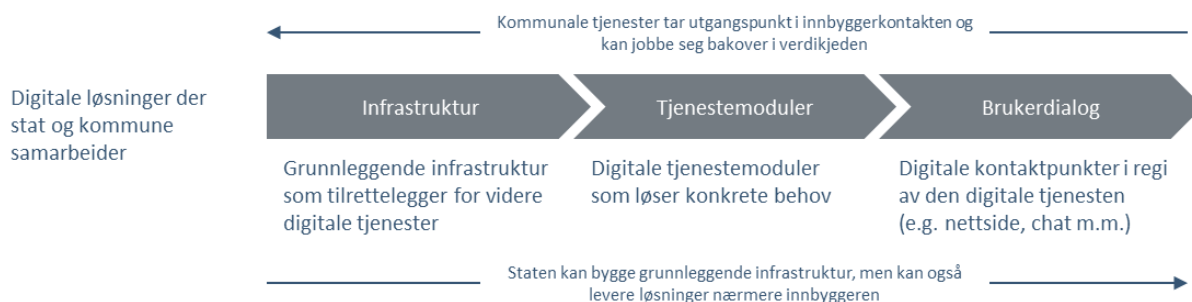 Kommunale tjenester tar utgangspunkt i innbyggerkontakten og
kan jobbe seg bakover i verdikjeden
Digitale løsninger der
stat og kommune
samarbeider
Infrastruktur
Tjenestemoduler
Brukerdialog
Grunnleggende infrastruktur
som tilrettelegger for videre
digitale tjenester
Digitale tjenestemoduler
som løser konkrete behov
Digitale kontaktpunkter i regi
av den digitale tjenesten
(e.g. nettside, chat m.m.)
Staten kan bygge grunnleggende infrastruktur, men kan også
levere løsninger nærmere innbyggeren